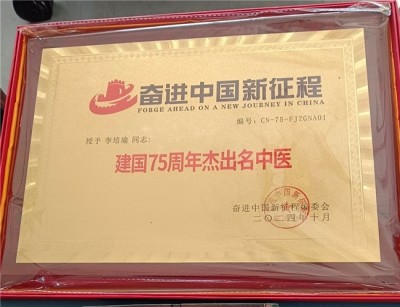 奋进中国新征程
FORGE AHEAD ON A NEW JOURNEY IN CHINA
编号：CN-75-FJZGNA01
授予 李培瑜 同志：
建国75周年杰出名中医
奋进中国新征程编委会
二〇二四年十月